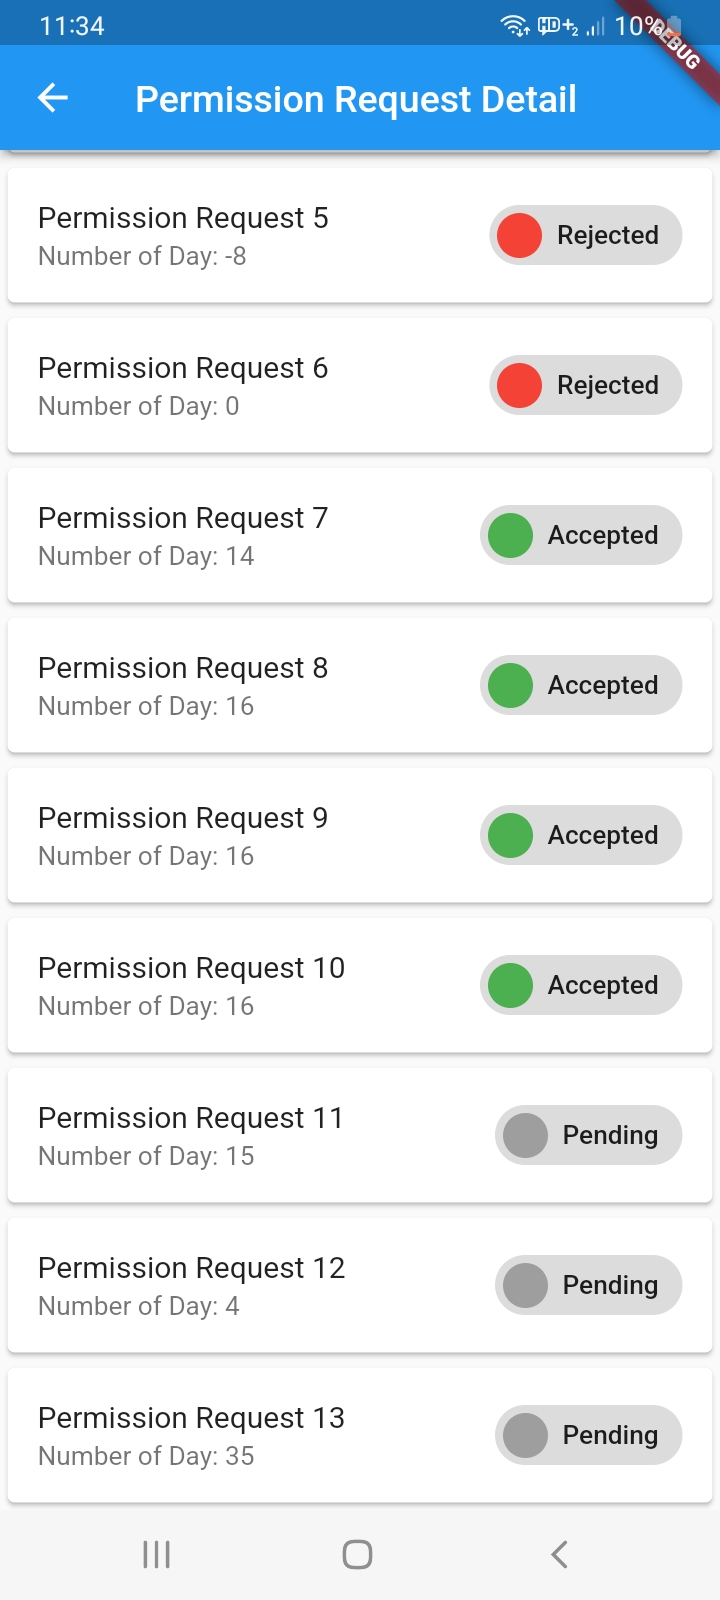 11:34
10%
DEBUG
Permission Request Detail
Permission Request 5
Number of Day: -8
Rejected
Permission Request 6
Number of Day: 0
Rejected
Permission Request 7
Number of Day: 14
Accepted
Permission Request 8
Number of Day: 16
Accepted
Permission Request 9
Number of Day: 16
Accepted
Permission Request 10
Number of Day: 16
Accepted
Permission Request 11
Number of Day: 15
Pending
Permission Request 12
Number of Day: 4
Pending
Permission Request 13
Number of Day: 35
Pending